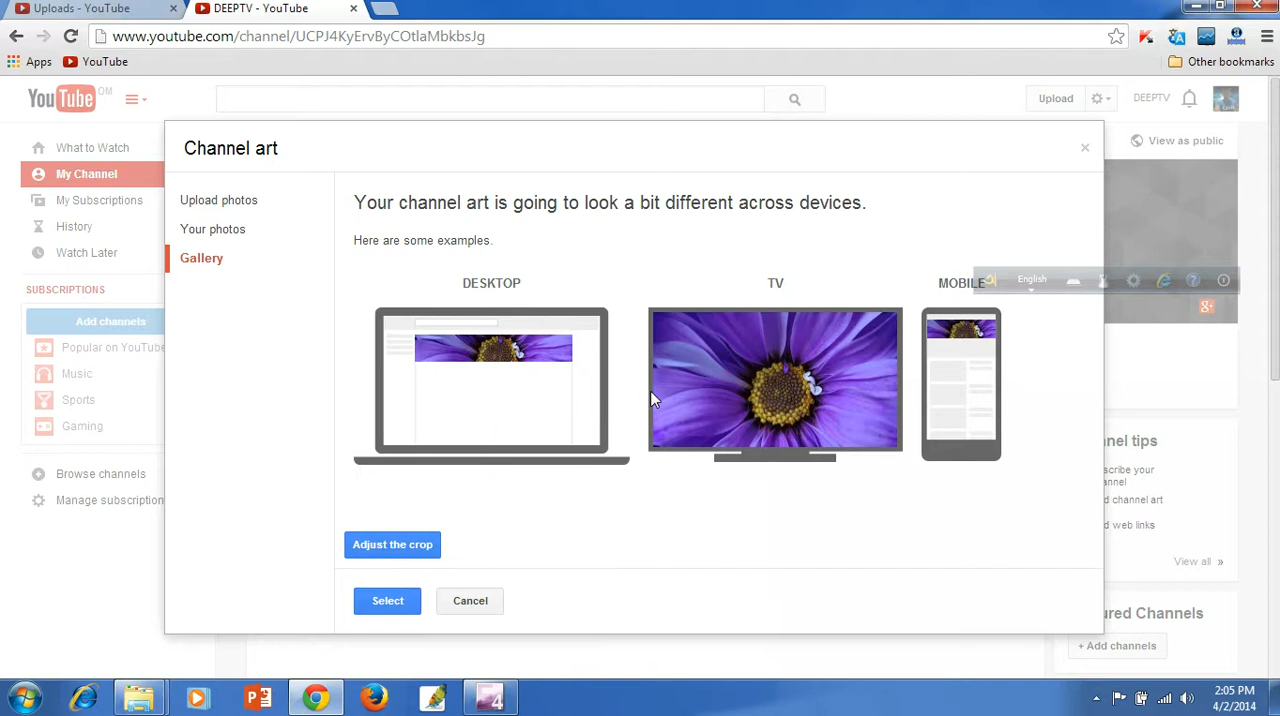 Uploads - YouTube
DEEPTV - YouTube
www.youtube.com/channel/UCPJ4KyErvByCOtlaMbkbsJg
Apps
YouTube
Other bookmarks
YouTube OM
Upload
DEEPTV
Channel art
What to Watch
My Channel
My Subscriptions
History
Watch Later
SUBSCRIPTIONS
Add channels
Popular on YouTube
Music
Sports
Gaming
Browse channels
Manage subscription
Upload photos
Your photos
Gallery
Your channel art is going to look a bit different across devices.
Here are some examples.
DESKTOP
TV
MOBILE
English
Adjust the crop
Select
Cancel
View as public
nnel tips
scribe your
annel
d channel art
d web links
View all »
ured Channels
+ Add channels
2:05 PM
4/2/2014